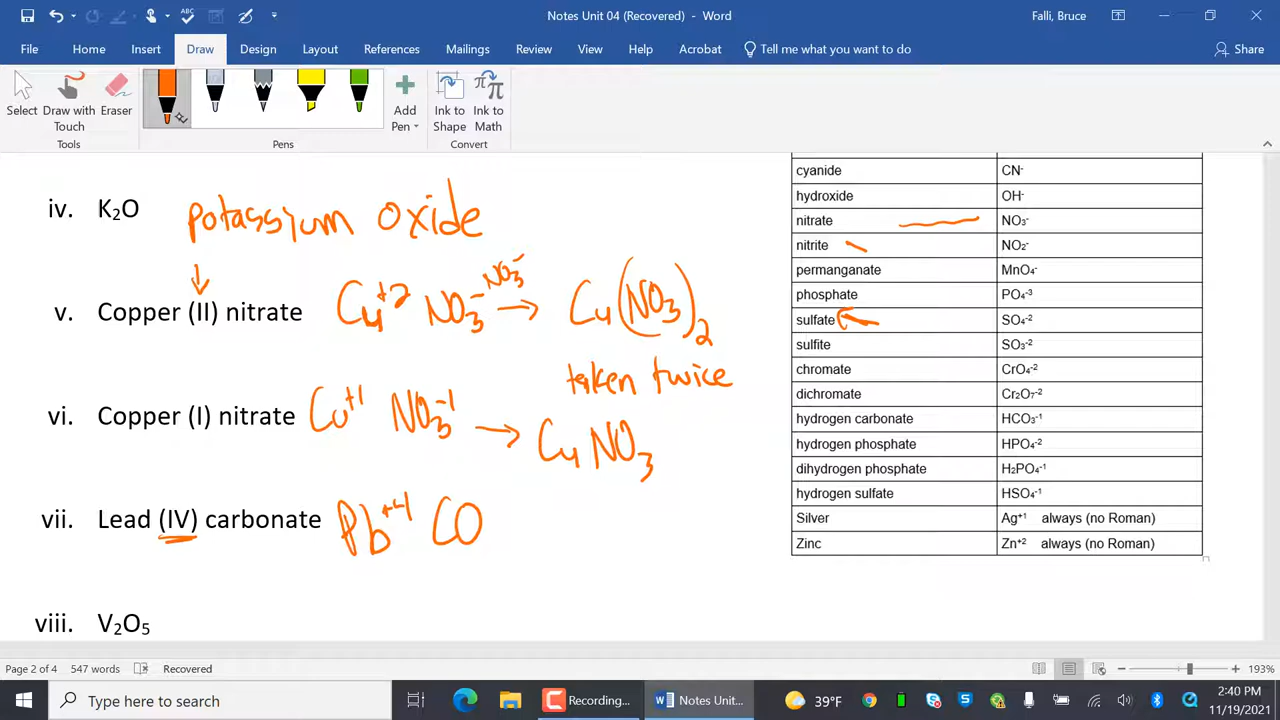 Notes Unit 04 (Recovered) - Word
Falli, Bruce
File Home Insert Draw Design Layout References Mailings Review View Help Acrobat Tell me what you want to do Share
Select
Draw with Touch
Eraser
Add Pen
Ink to Shape
Ink to Math
Tools
Pens
Convert
iv. K2O potassium oxide
v. Copper (II) nitrate Cu+2 NO3- NO3- → Cu(NO3)2
taken twice
vi. Copper (I) nitrate Cu+1 NO3-1 → CuNO3
vii. Lead (IV) carbonate Pb+4 CO
viii. V2O5
cyanide CN-
hydroxide OH-
nitrate NO3-
nitrite NO2-
permanganate MnO4-
phosphate PO4-3
sulfate SO4-2
sulfite SO3-2
chromate CrO4-2
dichromate Cr2O7-2
hydrogen carbonate HCO3-1
hydrogen phosphate HPO4-2
dihydrogen phosphate H2PO4-1
hydrogen sulfate HSO4-1
Silver Ag+1 always (no Roman)
Zinc Zn+2 always (no Roman)
Page 2 of 4 547 words Recovered 193%
Type here to search
Recording...
Notes Unit...
39°F
2:40 PM
11/19/2021